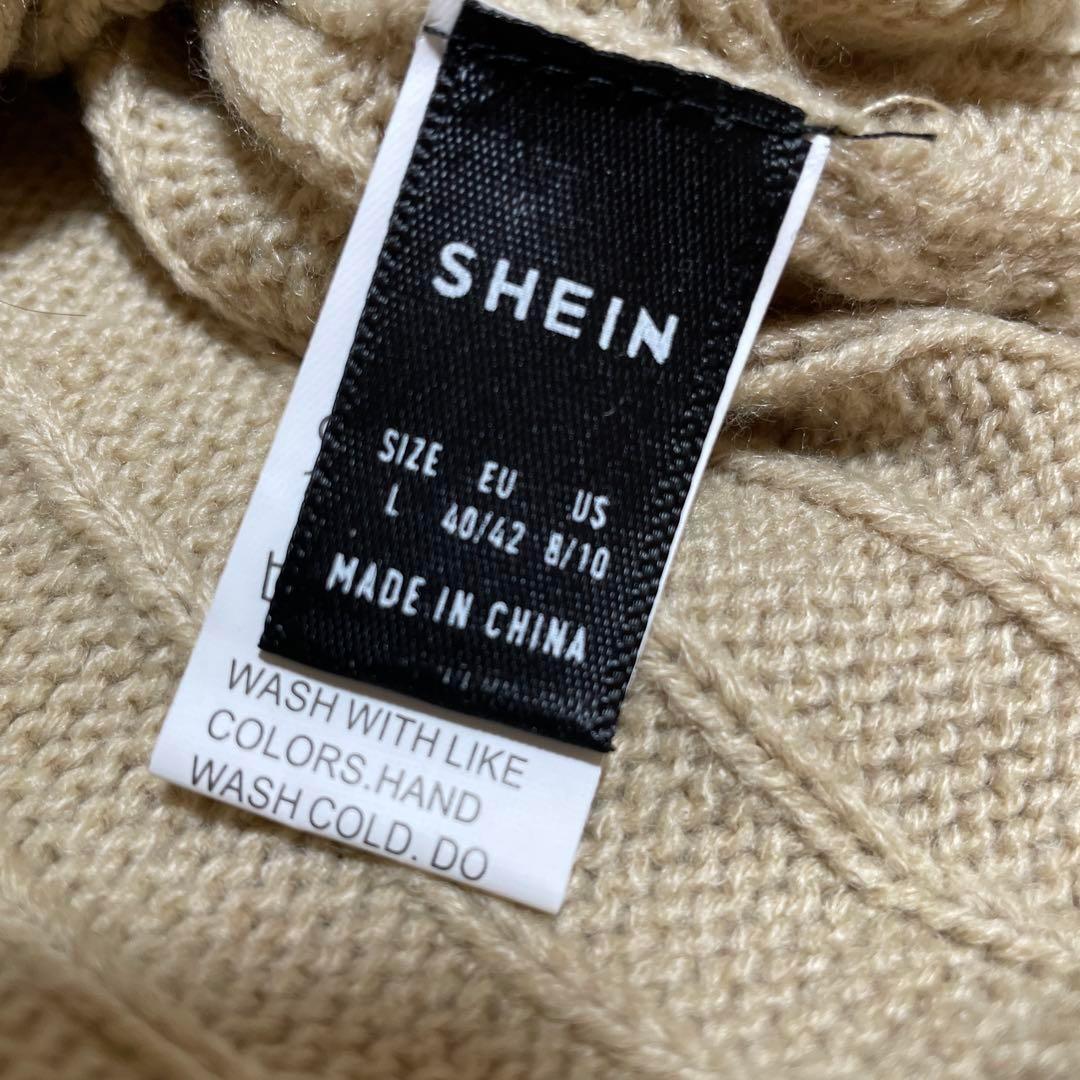 SHEIN
SIZE EU US
L 40/42 8/10
MADE IN CHINA
WASH WITH LIKE
COLORS.HAND
WASH COLD. DO